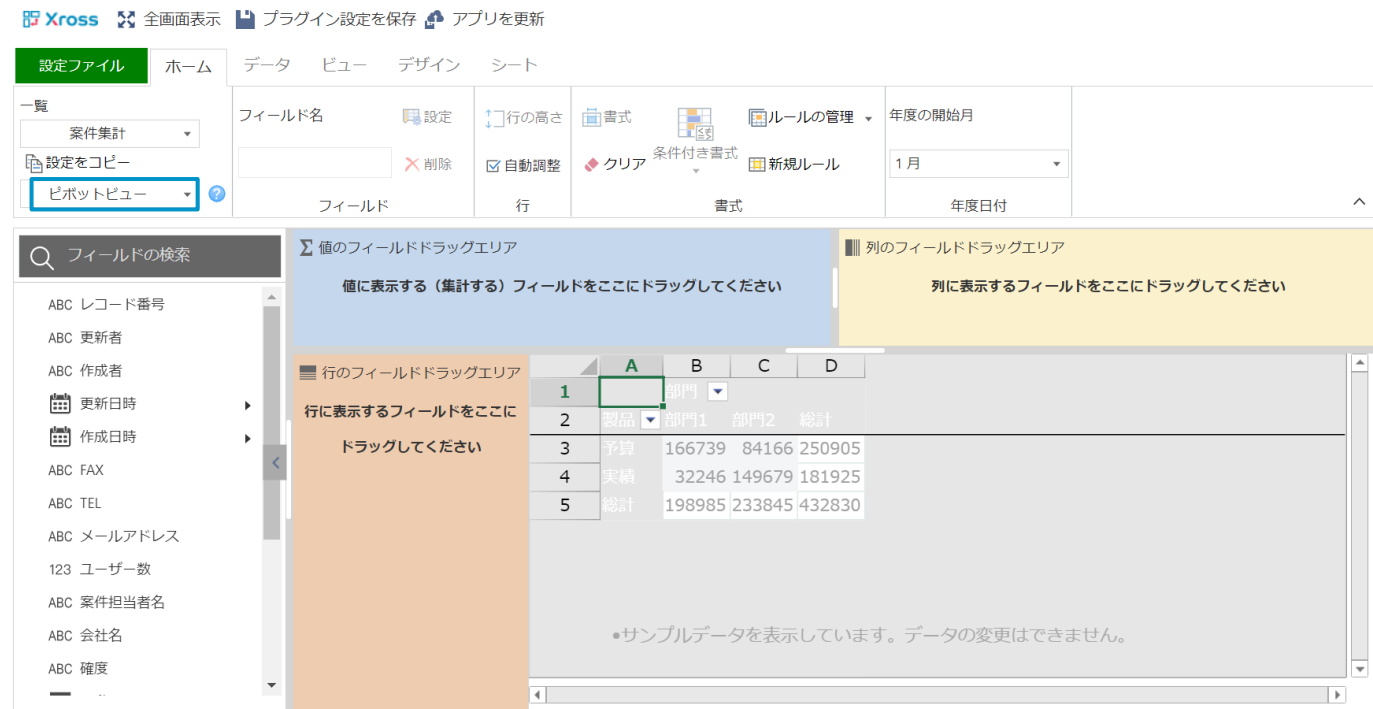 Xross 全画面表示 プラグイン設定を保存 アプリを更新
設定ファイル ホーム データ ビュー デザイン シート
一覧
案件集計
設定をコピー
ピボットビュー
フィールド名 設定
削除
フィールド
行の高さ
自動調整
行
書式
クリア
条件付き書式
ルールの管理
新規ルール
書式
年度の開始月
1月
年度日付
フィールドの検索
ABC レコード番号
ABC 更新者
ABC 作成者
更新日時
作成日時
ABC FAX
ABC TEL
ABC メールアドレス
123 ユーザー数
ABC 案件担当者名
ABC 会社名
ABC 確度
値のフィールドドラッグエリア
値に表示する（集計する）フィールドをここにドラッグしてください
列のフィールドドラッグエリア
列に表示するフィールドをここにドラッグしてください
行のフィールドドラッグエリア
行に表示するフィールドをここに
ドラッグしてください
A B C D
1 部門
2 製品 部門1 部門2 総計
3 予算 166739 84166 250905
4 実績 32246 149679 181925
5 総計 198985 233845 432830
•サンプルデータを表示しています。データの変更はできません。